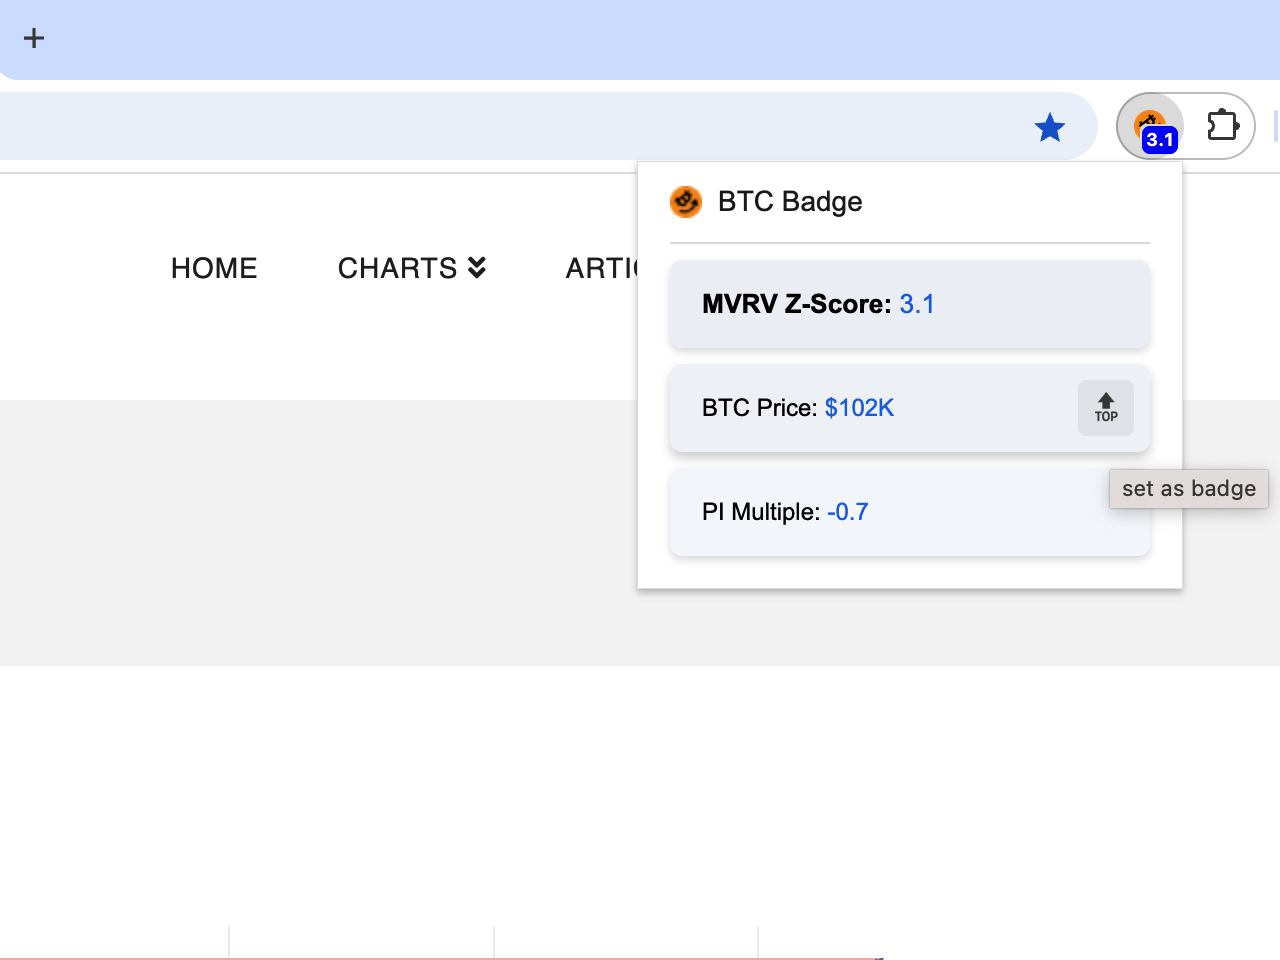 3.1
BTC Badge
HOME
CHARTS
ARTIC
MVRV Z-Score: 3.1
BTC Price: $102K
TOP
set as badge
PI Multiple: -0.7